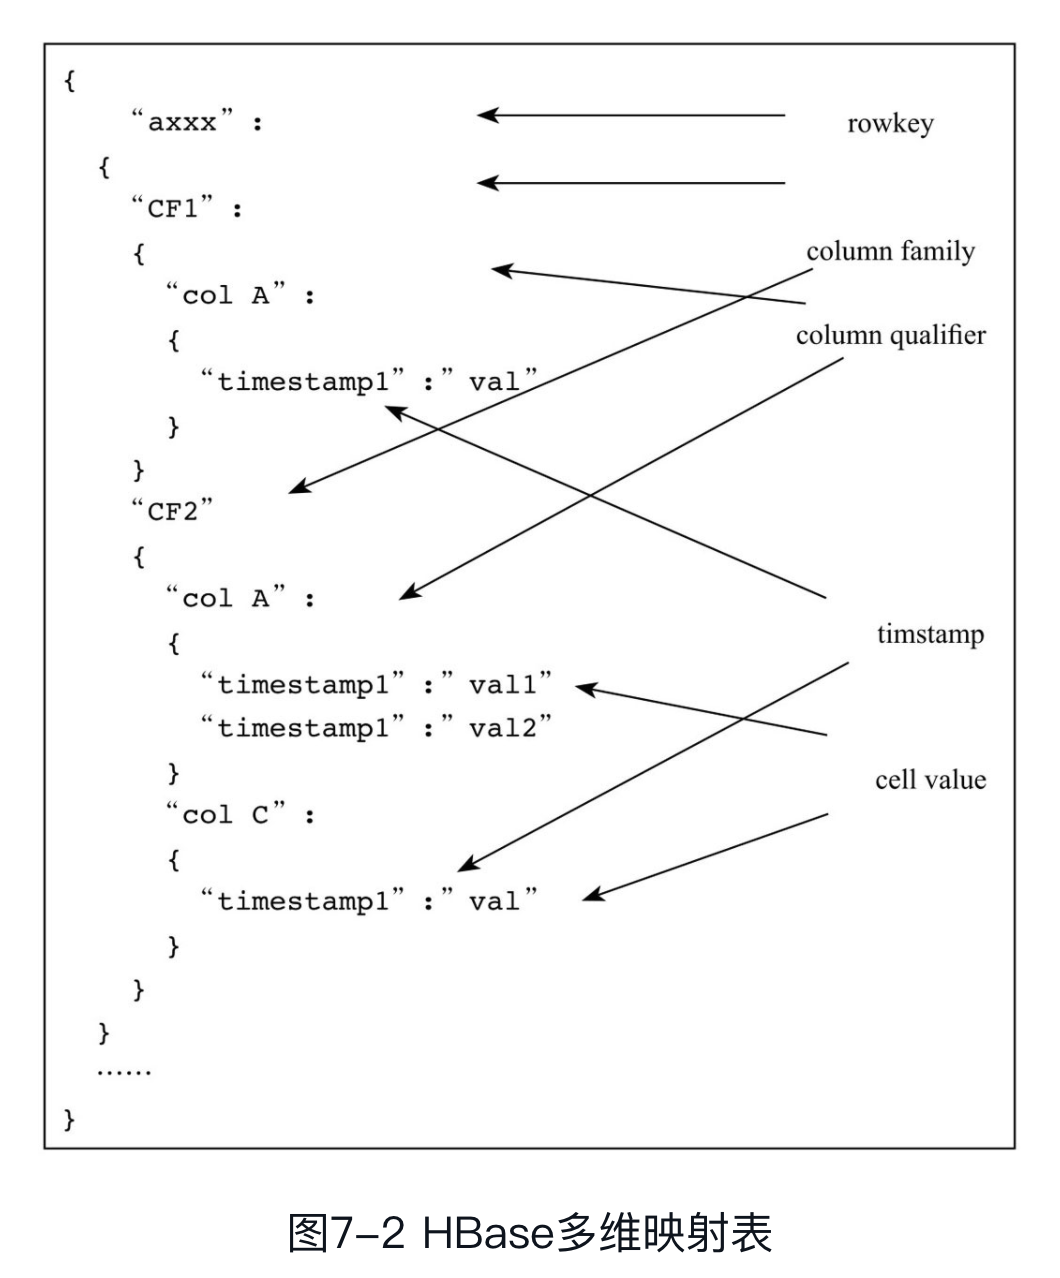 {
“axxx” :
rowkey
{
“CF1” :
{
column family
“col A” :
{
column qualifier
“timestamp1” :” val”
}
}
“CF2”
{
“col A” :
{
timstamp
“timestamp1” :” val1”
“timestamp1” :” val2”
}
cell value
“col C” :
{
“timestamp1” :” val”
}
}
}
......
}
图7-2 HBase多维映射表